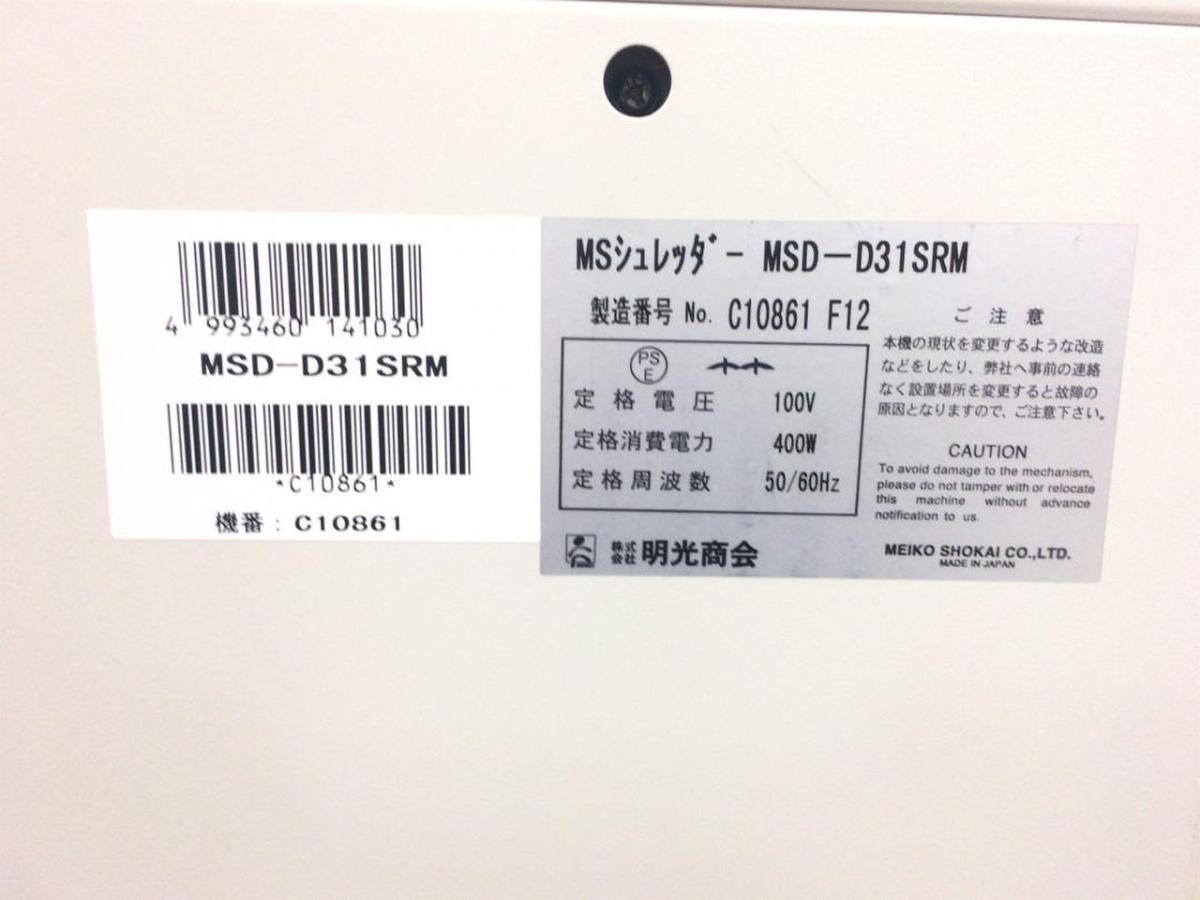 4 993460 141030
MSD-D31SRM
*C10861*
機番：C10861
MSシュレッダー MSD-D31SRM
製造番号 No. C10861 F12
PS
E
定格電圧 100V
定格消費電力 400W
定格周波数 50/60Hz
株式会社 明光商会
ご注意
本機の現状を変更するような改造
などをしたり、弊社へ事前の連絡
なく設置場所を変更すると故障の
原因となりますので、ご注意下さい。
CAUTION
To avoid damage to the mechanism,
please do not tamper with or relocate
this machine without advance
notification to us.
MEIKO SHOKAI CO.,LTD.
MADE IN JAPAN